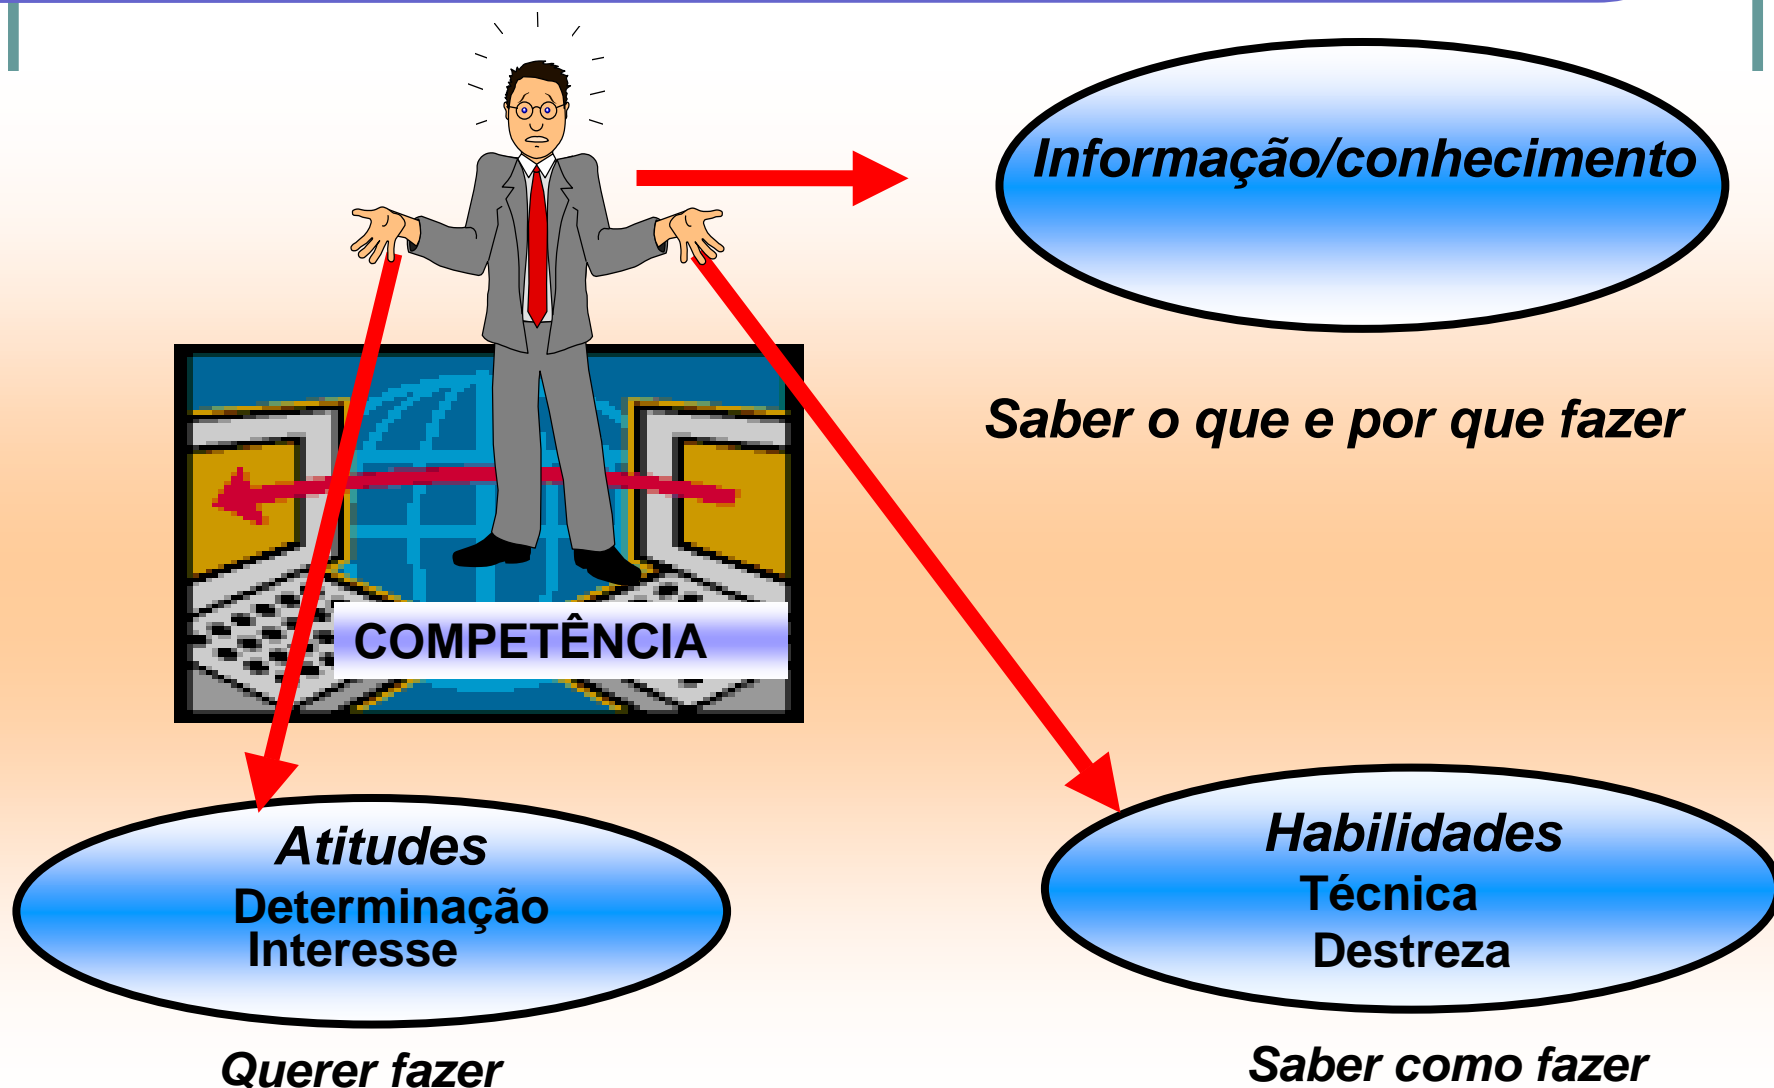 Informação/conhecimento
Saber o que e por que fazer
COMPETÊNCIA
Atitudes
Determinação
Interesse
Querer fazer
Habilidades
Técnica
Destreza
Saber como fazer